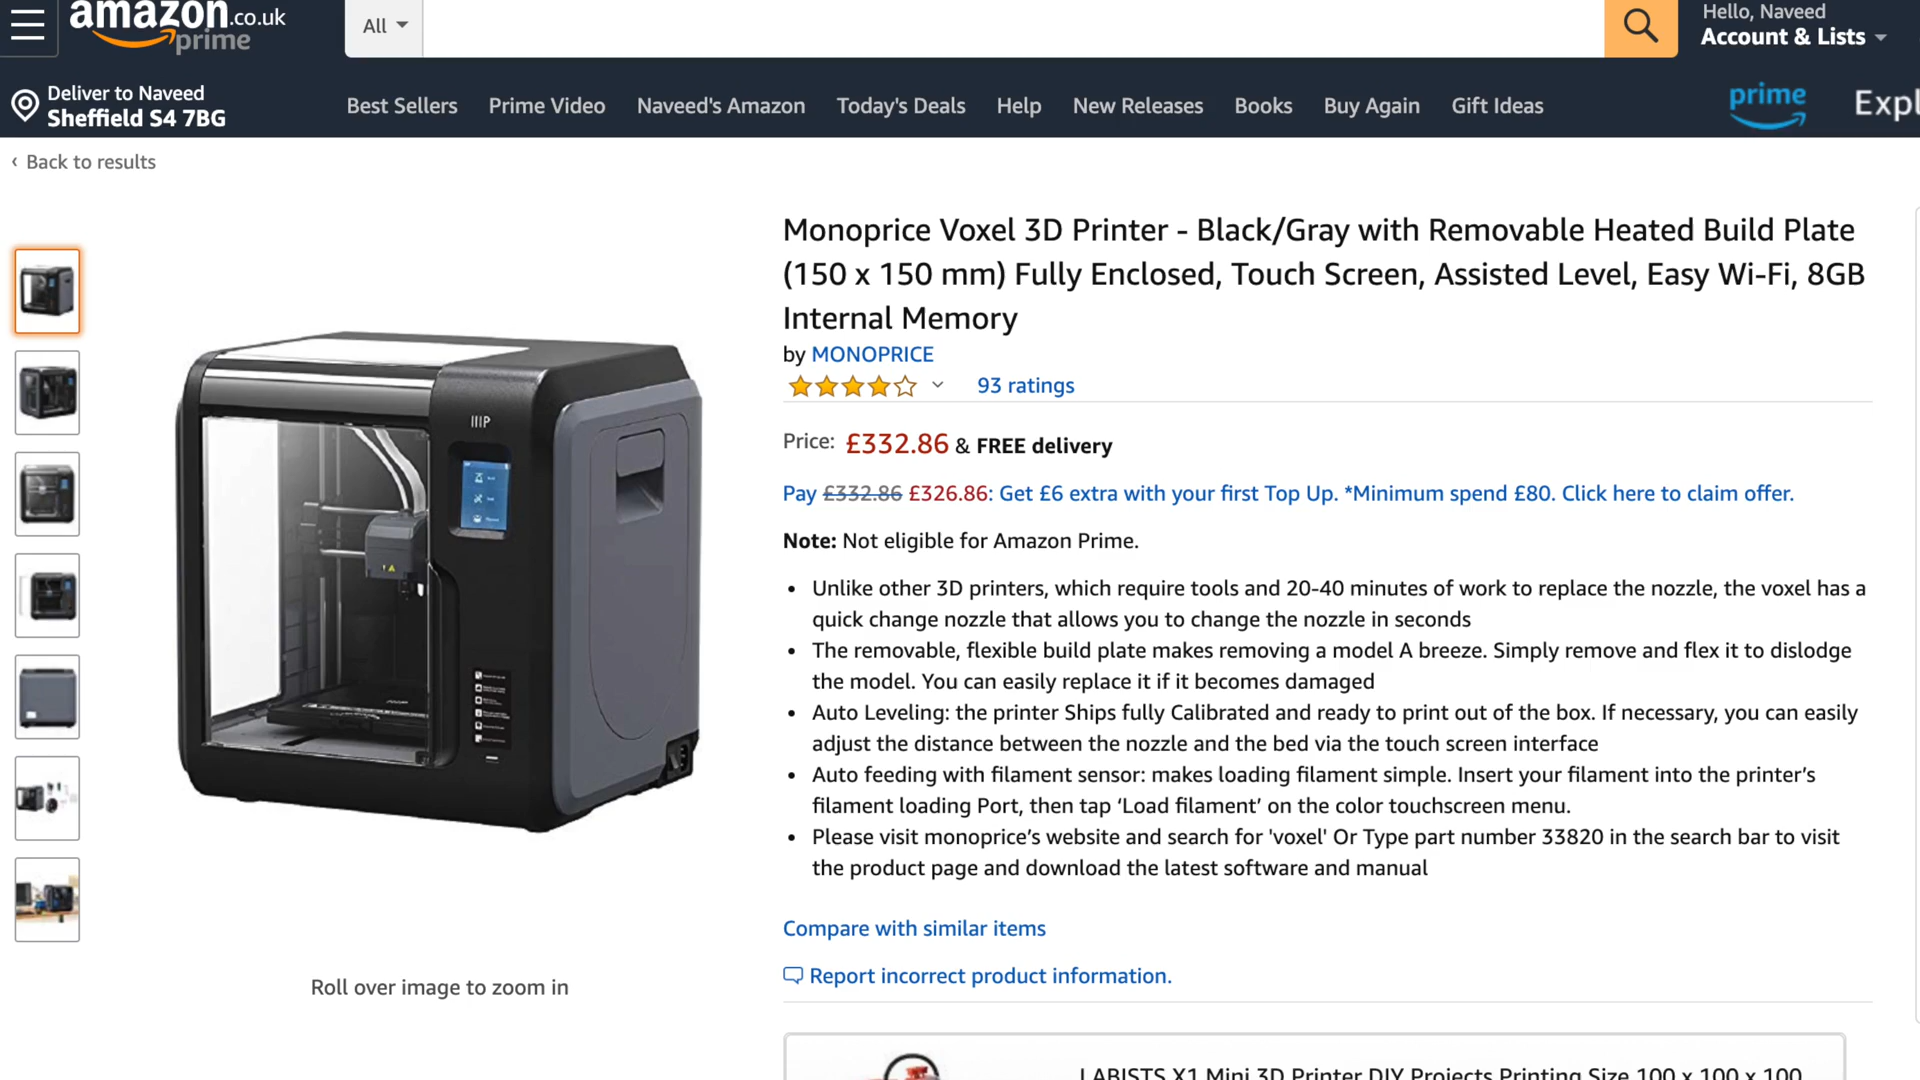 amazon.co.uk
prime
All
Hello, Naveed
Account & Lists
Deliver to Naveed
Sheffield S4 7BG
Best Sellers Prime Video Naveed's Amazon Today's Deals Help New Releases Books Buy Again Gift Ideas
prime
Expl
‹ Back to results
Monoprice Voxel 3D Printer - Black/Gray with Removable Heated Build Plate
(150 x 150 mm) Fully Enclosed, Touch Screen, Assisted Level, Easy Wi-Fi, 8GB
Internal Memory
by MONOPRICE
93 ratings
Price: £332.86 & FREE delivery
Pay £332.86 £326.86: Get £6 extra with your first Top Up. *Minimum spend £80. Click here to claim offer.
Note: Not eligible for Amazon Prime.
• Unlike other 3D printers, which require tools and 20-40 minutes of work to replace the nozzle, the voxel has a
quick change nozzle that allows you to change the nozzle in seconds
• The removable, flexible build plate makes removing a model A breeze. Simply remove and flex it to dislodge
the model. You can easily replace it if it becomes damaged
• Auto Leveling: the printer Ships fully Calibrated and ready to print out of the box. If necessary, you can easily
adjust the distance between the nozzle and the bed via the touch screen interface
• Auto feeding with filament sensor: makes loading filament simple. Insert your filament into the printer’s
filament loading Port, then tap ‘Load filament’ on the color touchscreen menu.
• Please visit monoprice’s website and search for 'voxel' Or Type part number 33820 in the search bar to visit
the product page and download the latest software and manual
Compare with similar items
Report incorrect product information.
Roll over image to zoom in
LABISTS X1 Mini 3D Printer DIY Projects Printing Size 100 x 100 x 100